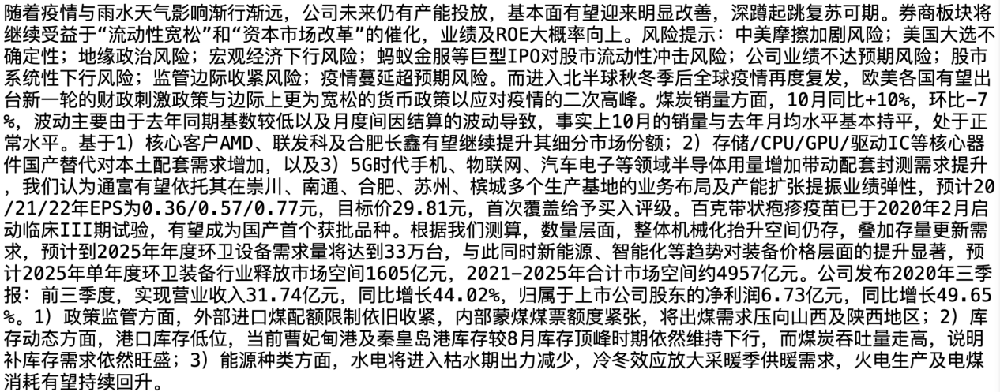 随着疫情与雨水天气影响渐行渐远，公司未来仍有产能投放，基本面有望迎来明显改善，深蹲起跳复苏可期。券商板块将
继续受益于“流动性宽松”和“资本市场改革”的催化，业绩及ROE大概率向上。风险提示：中美摩擦加剧风险；美国大选不
确定性；地缘政治风险；宏观经济下行风险；蚂蚁金服等巨型IPO对股市流动性冲击风险；公司业绩不达预期风险；股市
系统性下行风险；监管边际收紧风险；疫情蔓延超预期风险。而进入北半球秋冬季后全球疫情再度复发，欧美各国有望出
台新一轮的财政刺激政策与边际上更为宽松的货币政策以应对疫情的二次高峰。煤炭销量方面，10月同比+10%，环比-7
%，波动主要由于去年同期基数较低以及月度间因结算的波动导致，事实上10月的销量与去年月均水平基本持平，处于正
常水平。基于1）核心客户AMD、联发科及合肥长鑫有望继续提升其细分市场份额；2）存储/CPU/GPU/驱动IC等核心器
件国产替代对本土配套需求增加，以及3）5G时代手机、物联网、汽车电子等领域半导体用量增加带动配套封测需求提升
，我们认为通富有望依托其在崇川、南通、合肥、苏州、槟城多个生产基地的业务布局及产能扩张提振业绩弹性，预计20
/21/22年EPS为0.36/0.57/0.77元，目标价29.81元，首次覆盖给予买入评级。百克带状疱疹疫苗已于2020年2月启
动临床III期试验，有望成为国产首个获批品种。根据我们测算，数量层面，整体机械化抬升空间仍存，叠加存量更新需
求，预计到2025年年度环卫设备需求量将达到33万台，与此同时新能源、智能化等趋势对装备价格层面的提升显著，预
计2025年单年度环卫装备行业释放市场空间1605亿元，2021-2025年合计市场空间约4957亿元。公司发布2020年三季
报：前三季度，实现营业收入31.74亿元，同比增长44.02%，归属于上市公司股东的净利润6.73亿元，同比增长49.65
%。1）政策监管方面，外部进口煤配额限制依旧收紧，内部蒙煤煤票额度紧张，将出煤需求压向山西及陕西地区；2）库
存动态方面，港口库存低位，当前曹妃甸港及秦皇岛港库存较8月库存顶峰时期依然维持下行，而煤炭吞吐量走高，说明
补库存需求依然旺盛；3）能源种类方面，水电将进入枯水期出力减少，冷冬效应放大采暖季供暖需求，火电生产及电煤
消耗有望持续回升。